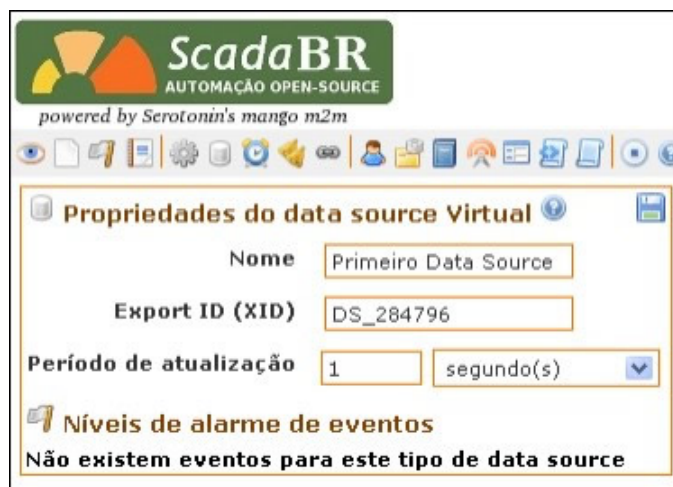 ScadaBR
AUTOMAÇÃO OPEN-SOURCE
powered by Serotonin's mango m2m
Propriedades do data source Virtual
Nome Primeiro Data Source
Export ID (XID) DS_284796
Período de atualização 1 segundo(s)
Níveis de alarme de eventos
Não existem eventos para este tipo de data source